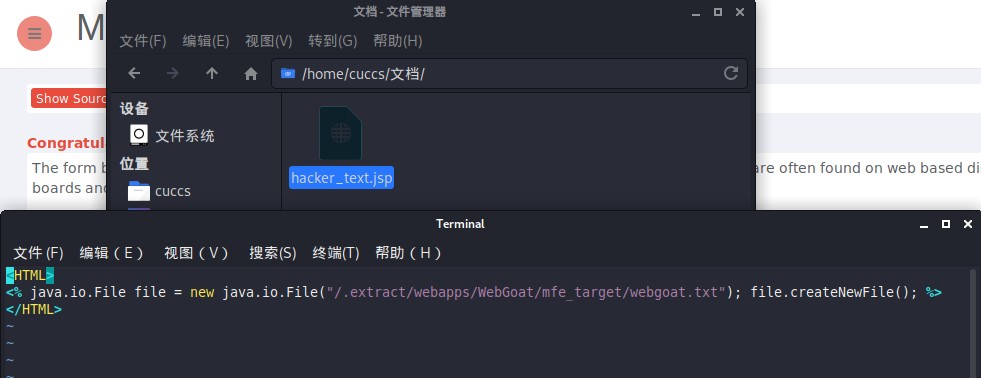 文档 - 文件管理器
M
文件(F) 编辑(E) 视图(V) 转到(G) 帮助(H)
/home/cuccs/文档/
Show Sourc
设备
文件系统
位置
cuccs
hacker_text.jsp
Congratul
The form b
are often found on web based di
boards and
Terminal
文件 (F) 编辑 ( E ) 视图 ( V ) 搜索(S) 终端(T) 帮助 ( H )
<HTML>
<% java.io.File file = new java.io.File("/.extract/webapps/WebGoat/mfe_target/webgoat.txt"); file.createNewFile(); %>
</HTML>
~
~
~
~